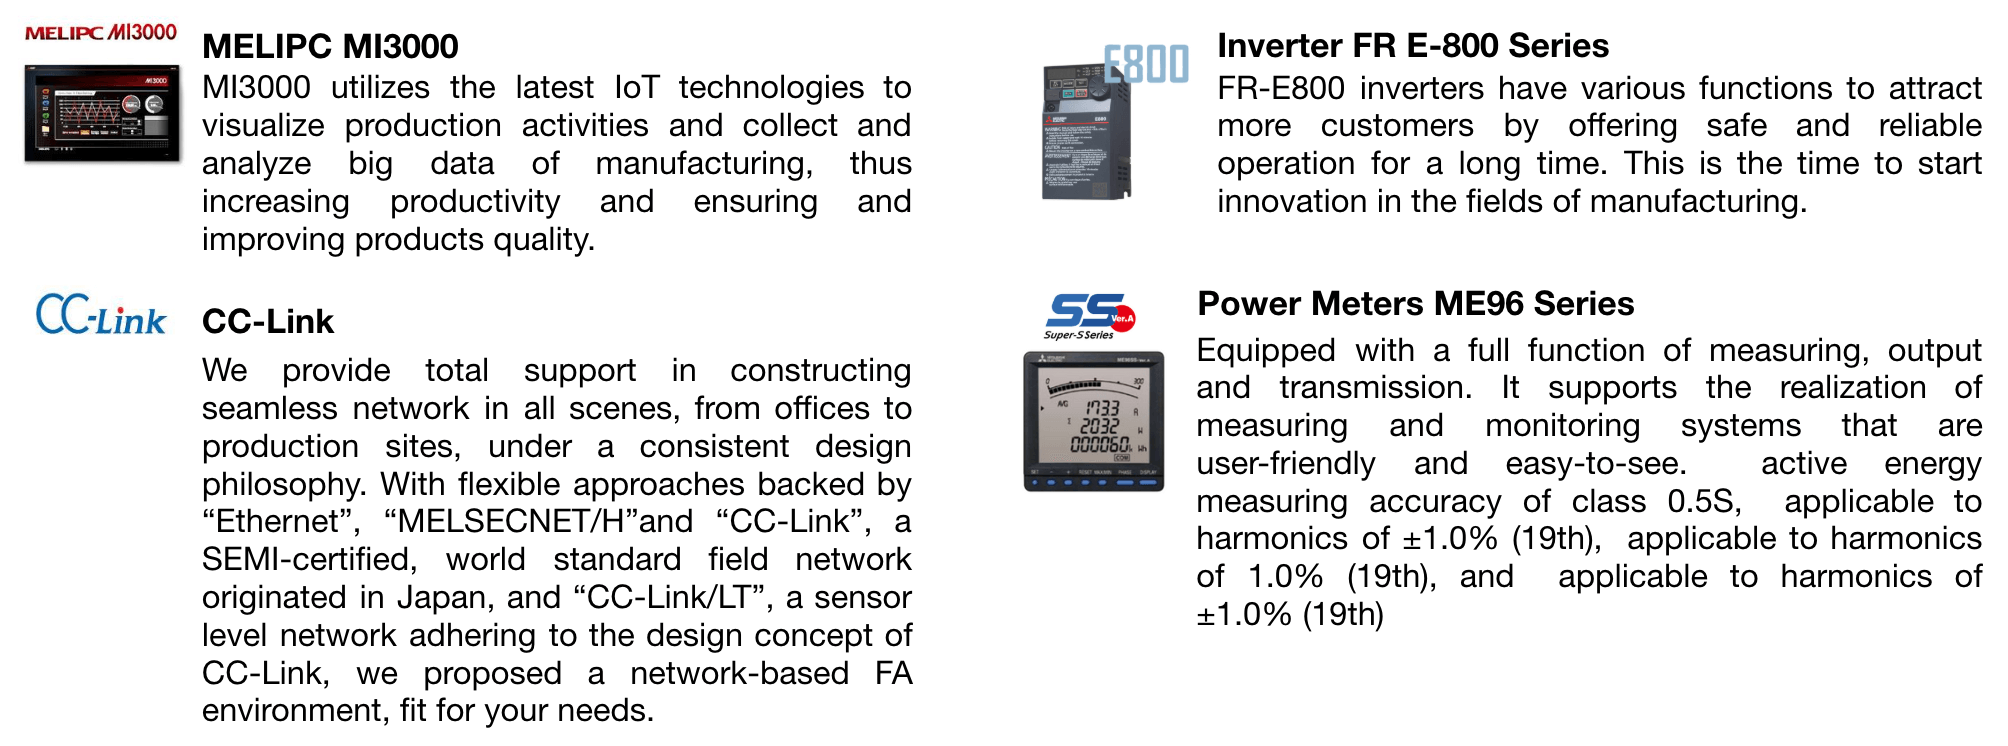 MELIPC MI3000
MELIPC MI3000
MI3000 utilizes the latest IoT technologies to
visualize production activities and collect and
analyze big data of manufacturing, thus
increasing productivity and ensuring and
improving products quality.
CC-Link
CC-Link
We provide total support in constructing
seamless network in all scenes, from offices to
production sites, under a consistent design
philosophy. With flexible approaches backed by
“Ethernet”, “MELSECNET/H”and “CC-Link”, a
SEMI-certified, world standard field network
originated in Japan, and “CC-Link/LT”, a sensor
level network adhering to the design concept of
CC-Link, we proposed a network-based FA
environment, fit for your needs.
E800
Inverter FR E-800 Series
FR-E800 inverters have various functions to attract
more customers by offering safe and reliable
operation for a long time. This is the time to start
innovation in the fields of manufacturing.
SS Ver.A
Super-S Series
0 300
AVG 173.3 A
2032 W
Wh
Power Meters ME96 Series
Equipped with a full function of measuring, output
and transmission. It supports the realization of
measuring and monitoring systems that are
user-friendly and easy-to-see. active energy
measuring accuracy of class 0.5S, applicable to
harmonics of ±1.0% (19th), applicable to harmonics
of 1.0% (19th), and applicable to harmonics of
±1.0% (19th)